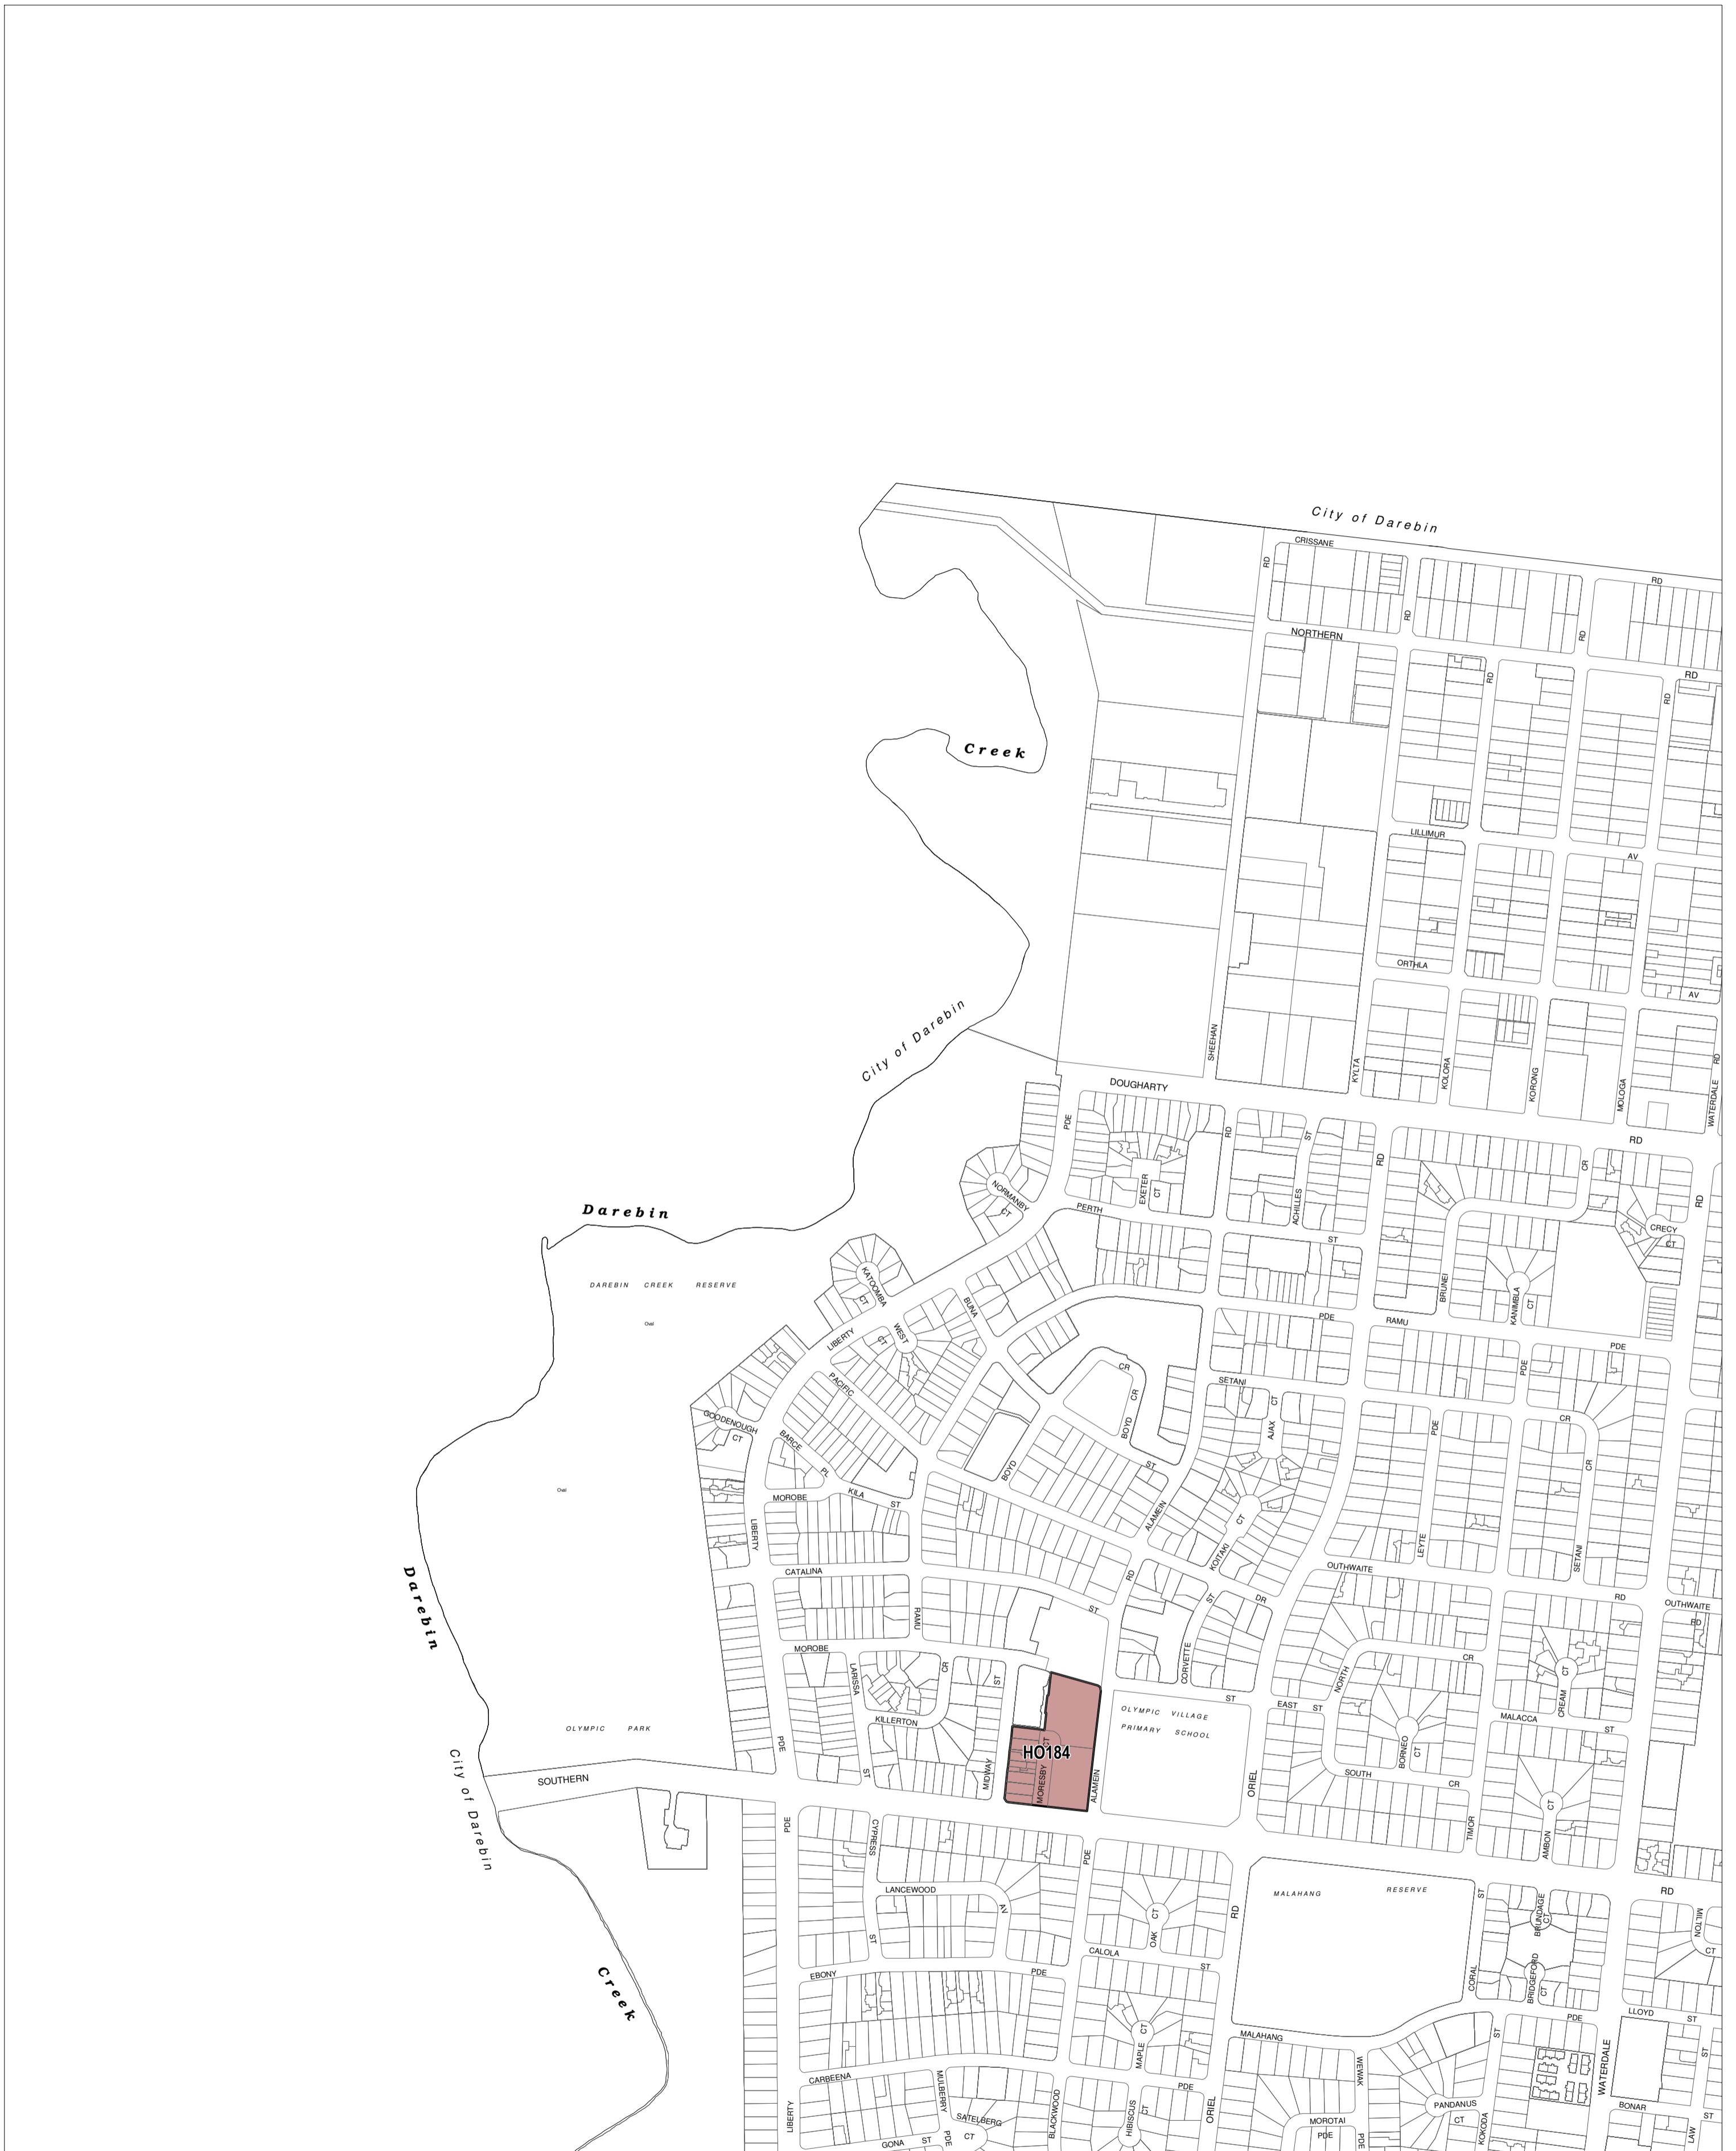 City of Darebin
CRISSANE
RD
RD
RD
RD
NORTHERN
RD
RD
RD
RD
Creek
LILLIMUR
AV
ORTHLA
AV
City of Darebin
SHEEHAN
KYLTA
KOLORA
KORONG
MOLOGA
WATERDALE
RD
DOUGHARTY
RD
PDE
RD
ST
RD
CR
RD
NORMANBY
CT
EXETER
CT
ACHILLES
CRECY
CT
Darebin
PERTH
ST
DAREBIN CREEK RESERVE
Oval
KATOOMBA
CT
BUNA
BRUNEI
KANIMBLA
CT
LIBERTY
CT
WEST
PDE
RAMU
PDE
PACIFIC
CR
CR
BOYD
SETANI
PDE
GOODENOUGH
CT
BARCE
PL
AJAX
CT
PDE
CR
CR
Oval
BOYD
ST
MOROBE
KILA
ST
ALAMEIN
CT
LIBERTY
KOITAKI
LEYTE
SETANI
CATALINA
RD
OUTHWAITE
RD
OUTHWAITE
RD
RAMU
ST
ST
DR
Darebin
MOROBE
LARISSA
CR
ST
CORVETTE
NORTH
CR
CT
CREAM
OLYMPIC PARK
KILLERTON
OLYMPIC VILLAGE
PRIMARY SCHOOL
ST
EAST
ST
MALACCA
ST
PDE
CT
HO184
MORESBY
ALAMEIN
BORNEO
CT
City of Darebin
SOUTHERN
ST
MIDWAY
ORIEL
SOUTH
CR
CT
PDE
CYPRESS
PDE
TIMOR
AMBON
LANCEWOOD
AV
CT
OAK
RD
MALAHANG RESERVE
ST
BRUNDAGE
CT
RD
MILTON
CT
ST
CALOLA
ST
EBONY
PDE
Creek
CORAL
BRIDGEFORD
CT
LLOYD
ST
PDE
CT
MAPLE
MALAHANG
ST
WATERDALE
ST
CARBEENA
MULBERRY
BLACKWOOD
PDE
HIBISCUS
CT
ORIEL
WEWAK
PANDANUS
CT
KOKODA
BONAR
ST
LIBERTY
SATELBERG
CT
MOROTAI
PDE
PDE
LAW
GONA
ST
PDE